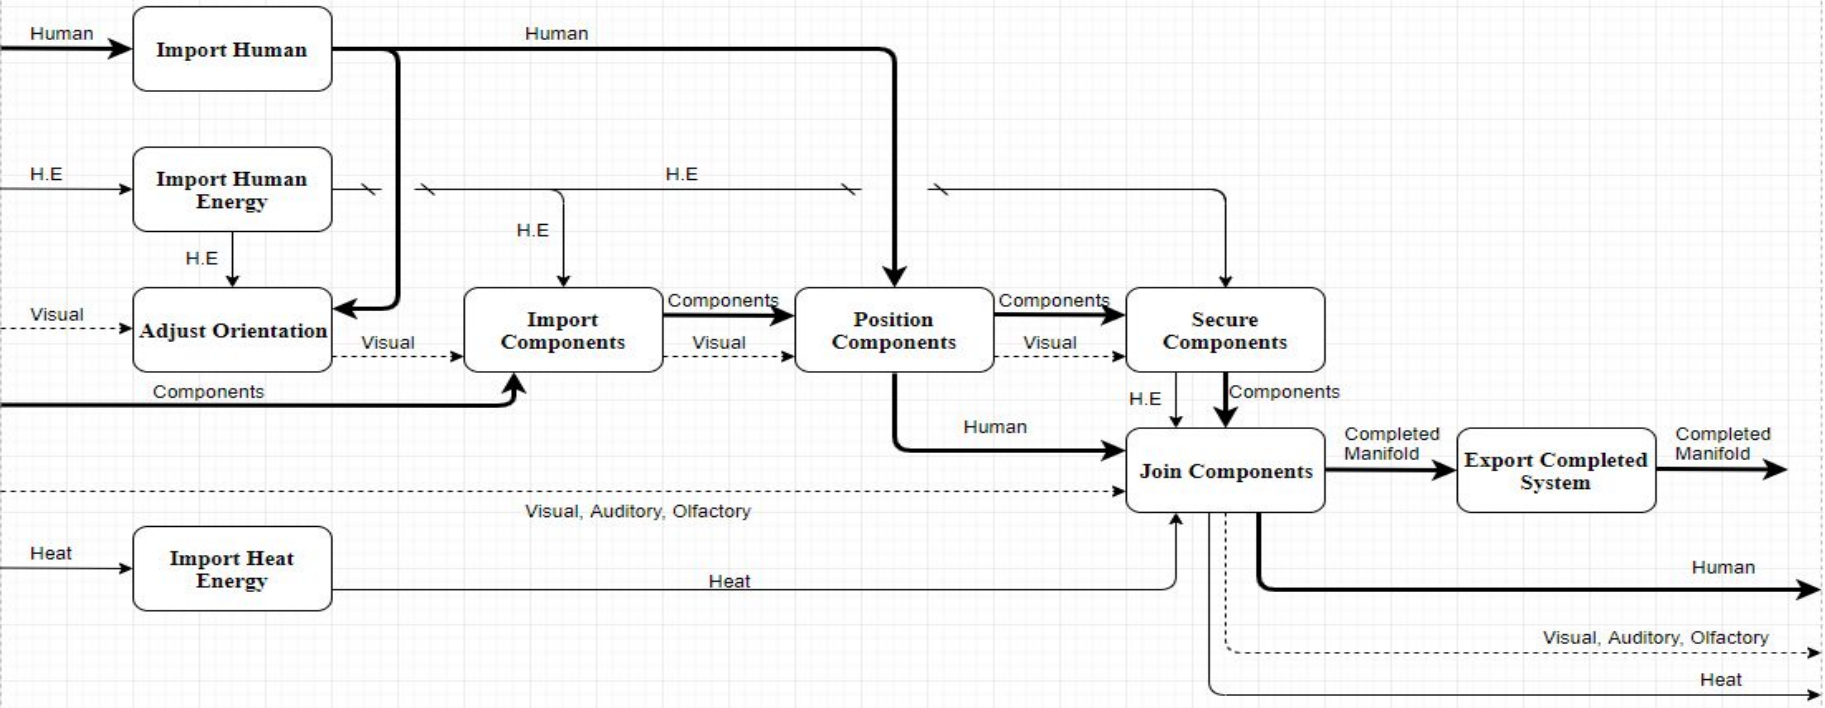 Human
Import Human
Human
H.E
Import Human
Energy
H.E
H.E
H.E
Visual
Adjust Orientation
Visual
Import
Components
Components
Visual
Position
Components
Components
Visual
Secure
Components
Components
H.E
Components
Human
Join Components
Completed
Manifold
Export Completed
System
Completed
Manifold
Visual, Auditory, Olfactory
Heat
Import Heat
Energy
Heat
Human
Visual, Auditory, Olfactory
Heat